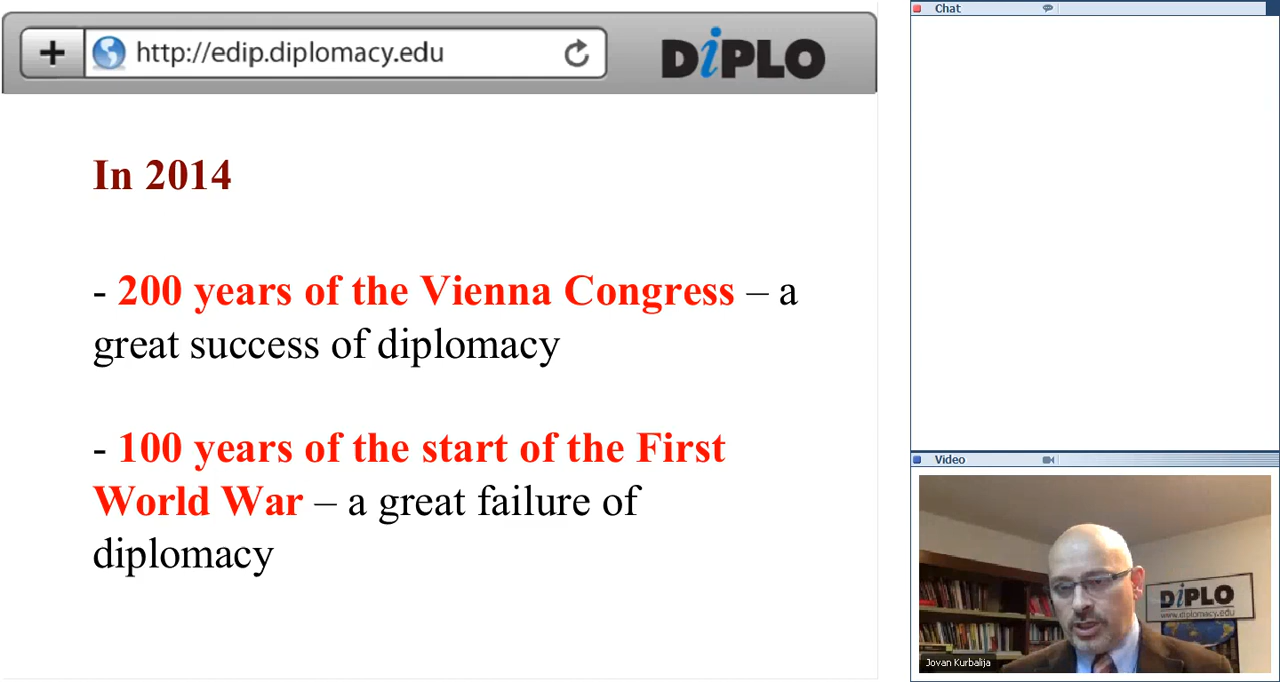 http://edip.diplomacy.edu
DiPLO
In 2014
- 200 years of the Vienna Congress – a
great success of diplomacy
- 100 years of the start of the First
World War – a great failure of
diplomacy
Chat
Video
DiPLO
www.diplomacy.edu
Jovan Kurbalija